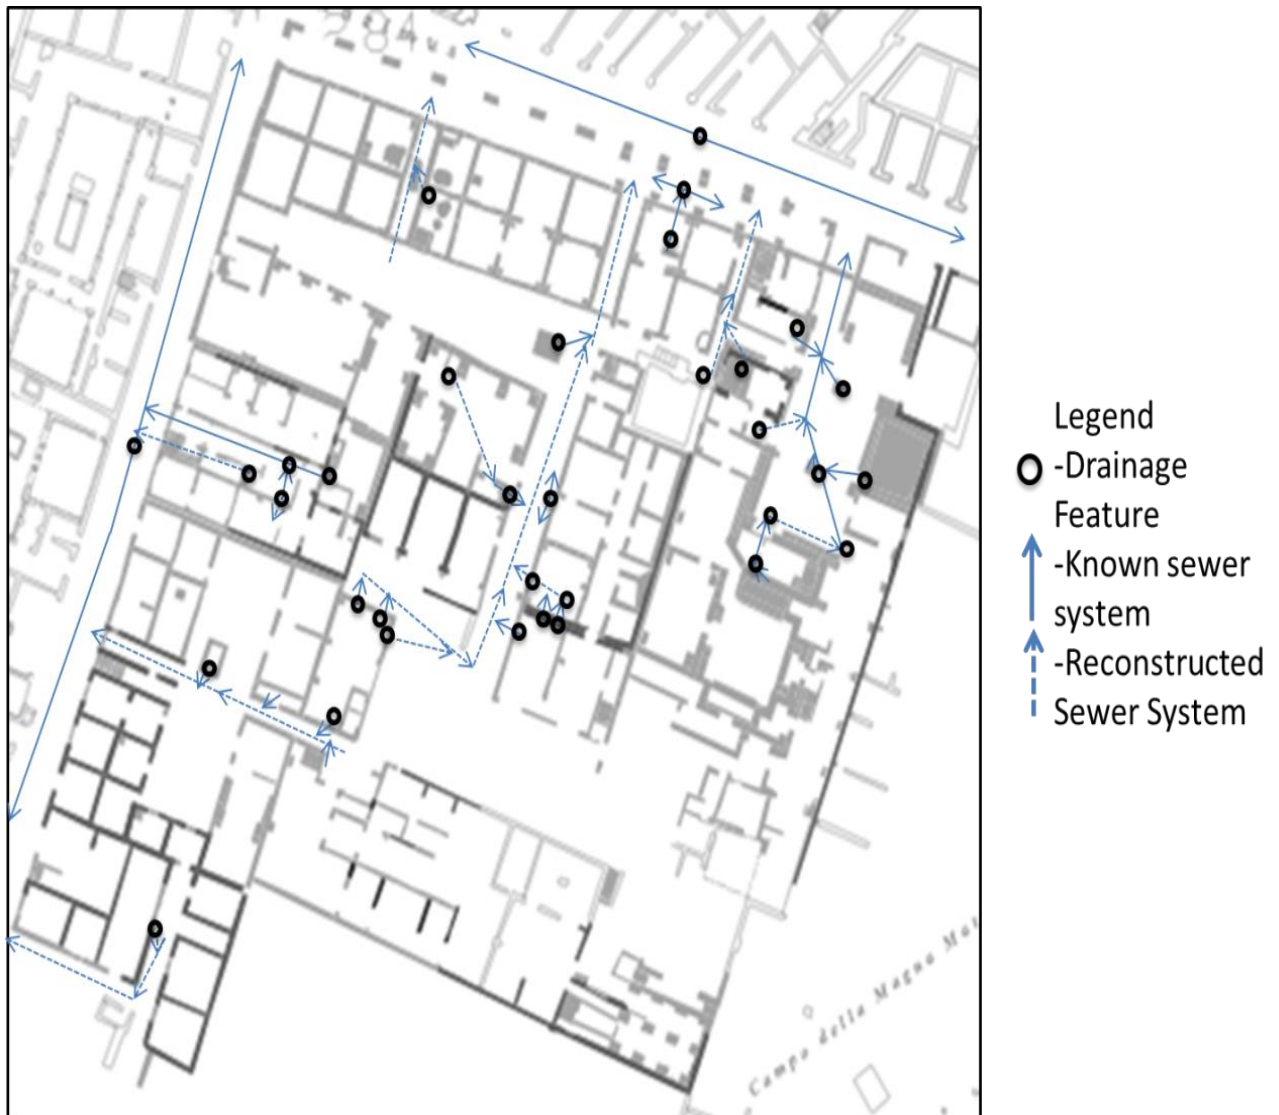 Legend
-Drainage
Feature
-Known sewer
system
-Reconstructed
Sewer System
Campo della Magna